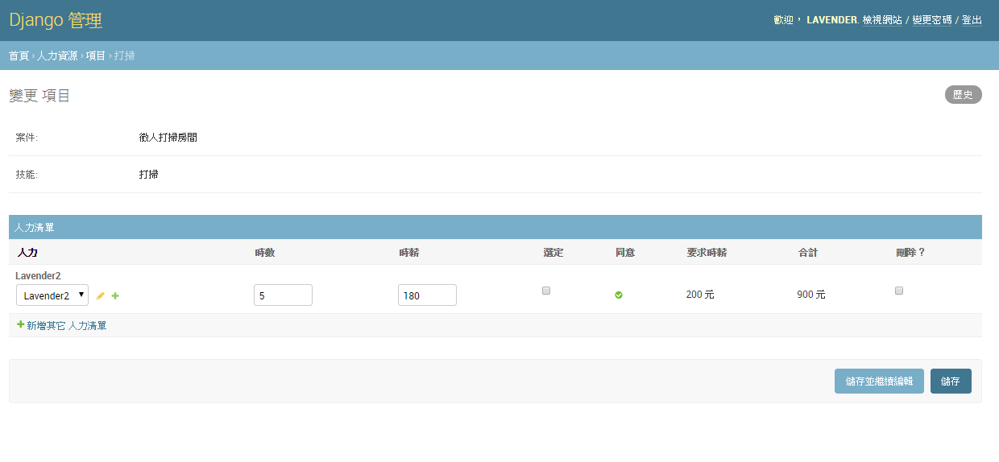 Django 管理
歡迎， LAVENDER. 檢視網站 / 變更密碼 / 登出
首頁 › 人力資源 › 項目 › 打掃
變更 項目
歷史
案件: 徵人打掃房間
技能: 打掃
人力清單
人力 時數 時薪 選定 同意 要求時薪 合計 刪除？
Lavender2
Lavender2 5 180 200 元 900 元
新增其它 人力清單
儲存並繼續編輯 儲存